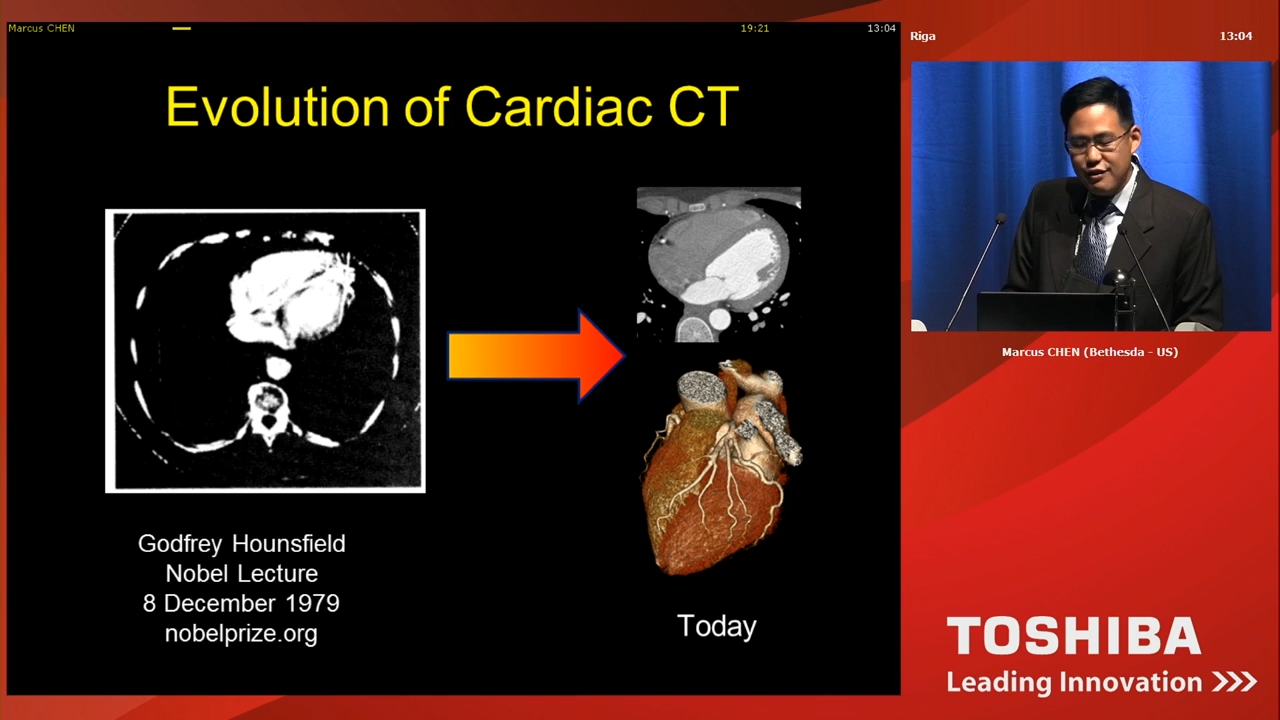 Marcus CHEN
19:21
13:04
Evolution of Cardiac CT
Godfrey Hounsfield
Nobel Lecture
8 December 1979
nobelprize.org
Today
Riga
13:04
Marcus CHEN (Bethesda - US)
TOSHIBA
Leading Innovation >>>